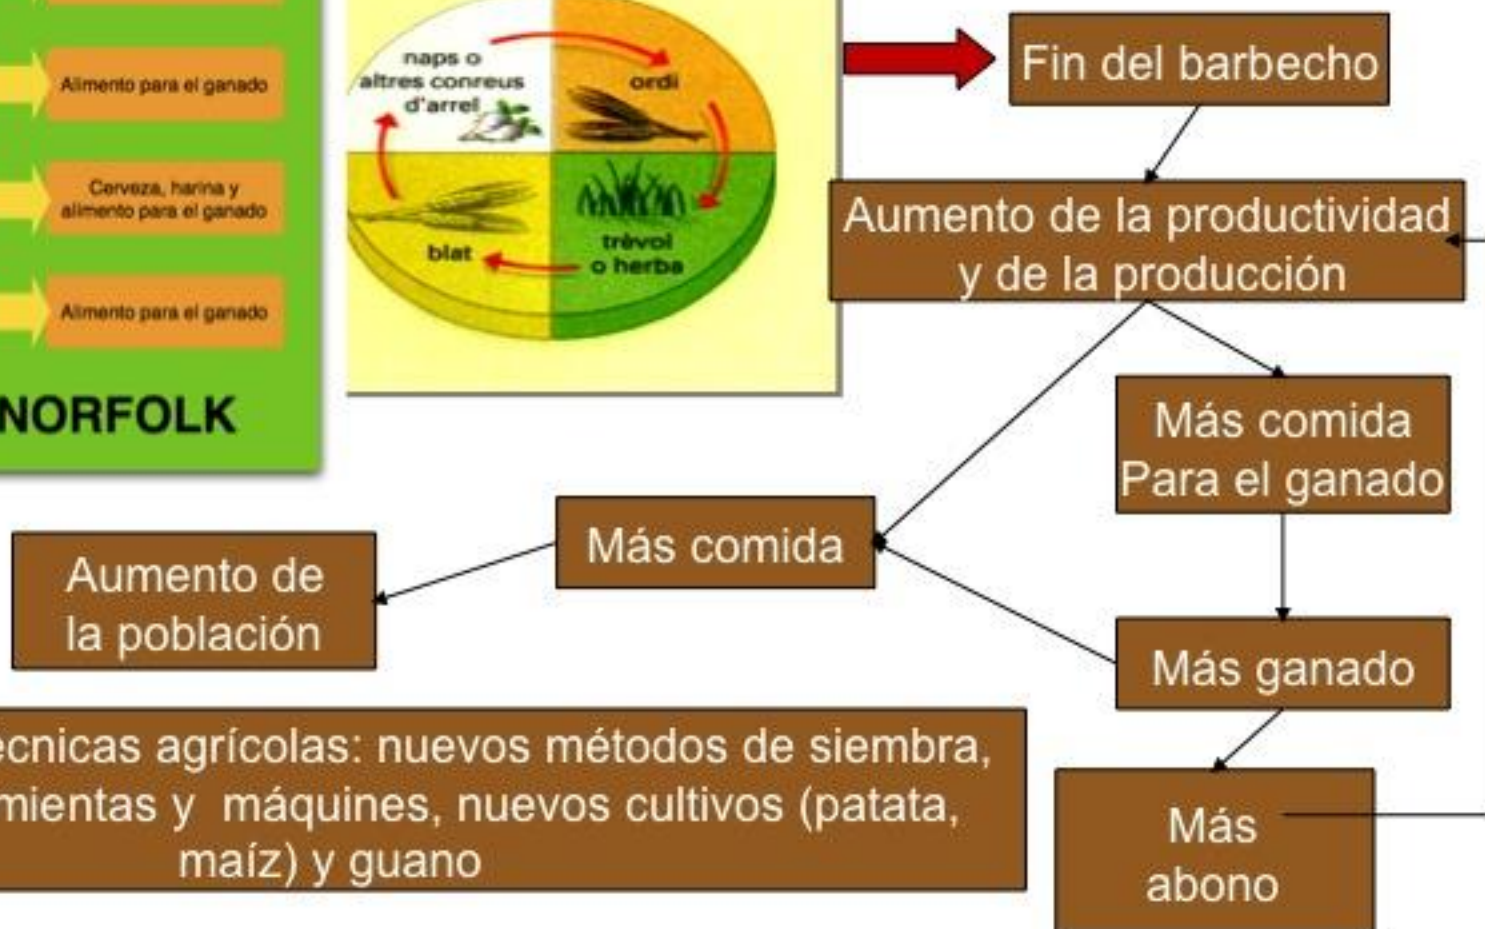 Alimento para el ganado
Cerveza, harina y
alimento para el ganado
Alimento para el ganado
NORFOLK
naps o
altres conreus
d'arrel
ordi
blat
trèvol
o herba
Fin del barbecho
Aumento de la productividad
y de la producción
Más comida
Para el ganado
Más comida
Aumento de
la población
Más ganado
écnicas agrícolas: nuevos métodos de siembra,
mientas y máquines, nuevos cultivos (patata,
maíz) y guano
Más
abono